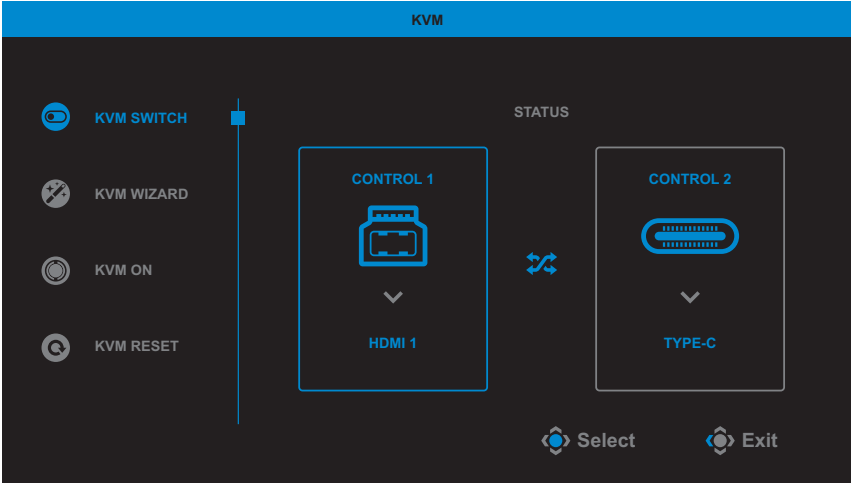 KVM
KVM SWITCH
KVM WIZARD
KVM ON
KVM RESET
STATUS
CONTROL 1
HDMI 1
CONTROL 2
TYPE-C
Select
Exit